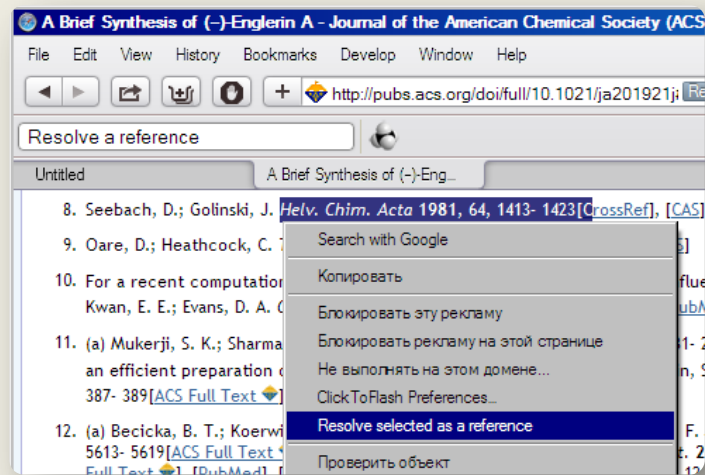 A Brief Synthesis of (–)-Englerin A - Journal of the American Chemical Society (ACS
File Edit View History Bookmarks Develop Window Help
http://pubs.acs.org/doi/full/10.1021/ja201921j Re
Resolve a reference
Untitled A Brief Synthesis of (–)-Eng...
8. Seebach, D.; Golinski, J. Helv. Chim. Acta 1981, 64, 1413- 1423[CrossRef], [CAS]
9. Oare, D.; Heathcock, C.
Search with Google
10. For a recent computation
Копировать
Kwan, E. E.; Evans, D. A.
Блокировать эту рекламу
11. (a) Mukerji, S. K.; Sharma
Блокировать рекламу на этой странице
an efficient preparation
Не выполнять на этом домене...
387- 389[ACS Full Text
ClickToFlash Preferences...
12. (a) Becicka, B. T.; Koerwi
Resolve selected as a reference
F.
5613- 5619[ACS Full Text
Проверить объект
Full Text], [PubMed], [